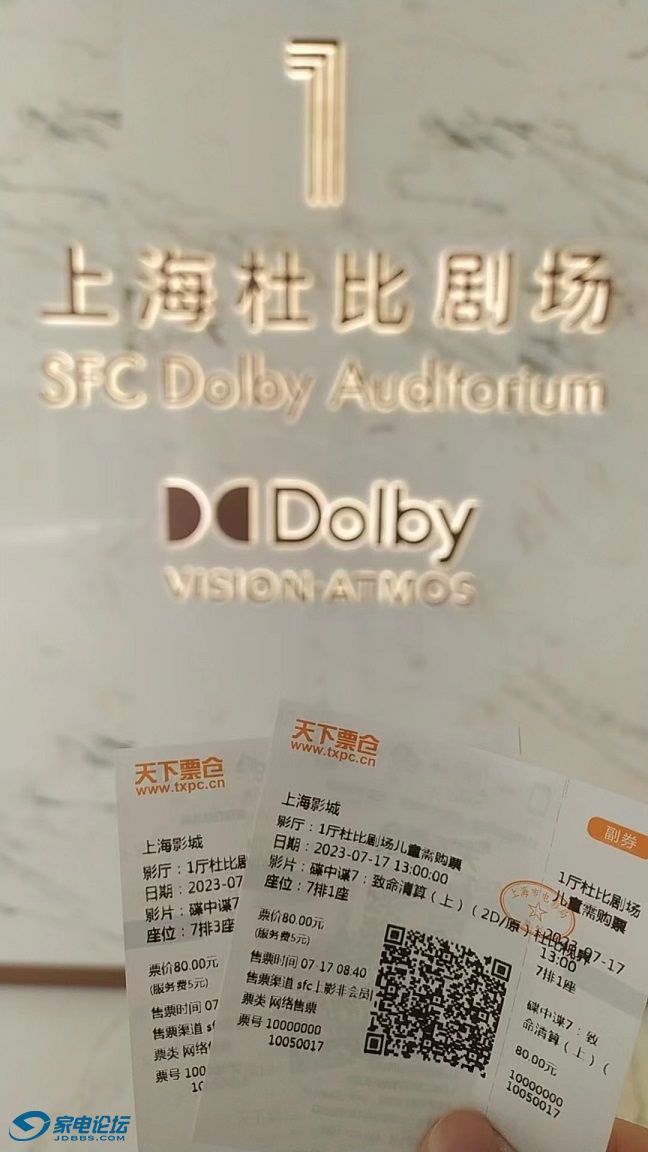 1
上海杜比剧场
SFC Dolby Auditorium
Dolby
VISION·ATMOS
天下票仓
www.txpc.cn
上海影城
影厅：1厅杜比剧
日期：2023-07
影片：碟中谍7
座位：7排3座
票价80.00元
(服务费5元)
售票时间 07-1
售票渠道 sf
票类 网络
票号 100
10
天下票仓
www.txpc.cn
上海影城
影厅：1厅杜比剧场儿童需购票
日期：2023-07-17 13:00:00
影片：碟中谍7：致命清算（上）（2D/原）杜比视界
座位：7排1座
票价80.00元
(服务费5元)
售票时间 07-17 08:40
售票渠道 sfc上影非会员
票类 网络售票
票号 10000000
10050017
副券
1厅杜比剧场
儿童需购票
2023-07-17
13:00
7排1座
碟中谍7：致
命清算（上）（
80.00元
10000000
10050017
家电论坛
JDBBS.COM